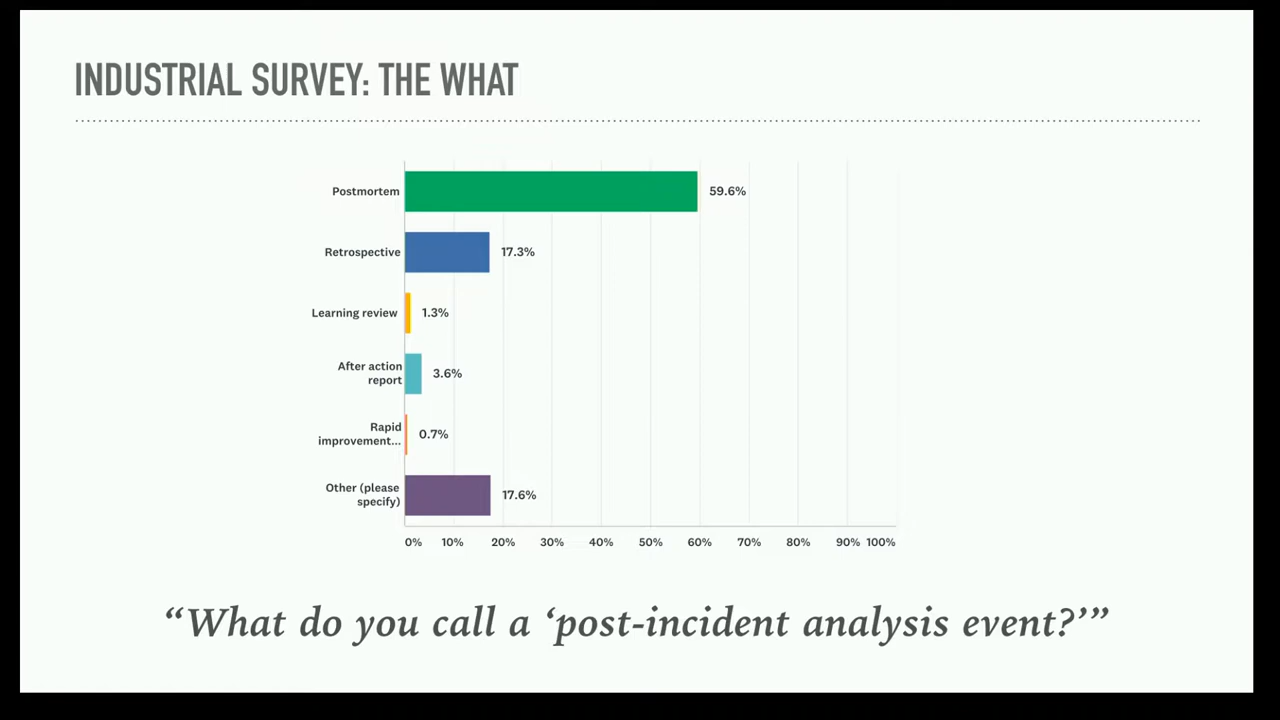 INDUSTRIAL SURVEY: THE WHAT
Postmortem
59.6%
Retrospective
17.3%
Learning review
1.3%
After action
report
3.6%
Rapid
improvement...
0.7%
Other (please
specify)
17.6%
0% 10% 20% 30% 40% 50% 60% 70% 80% 90% 100%
“What do you call a ‘post-incident analysis event?’”